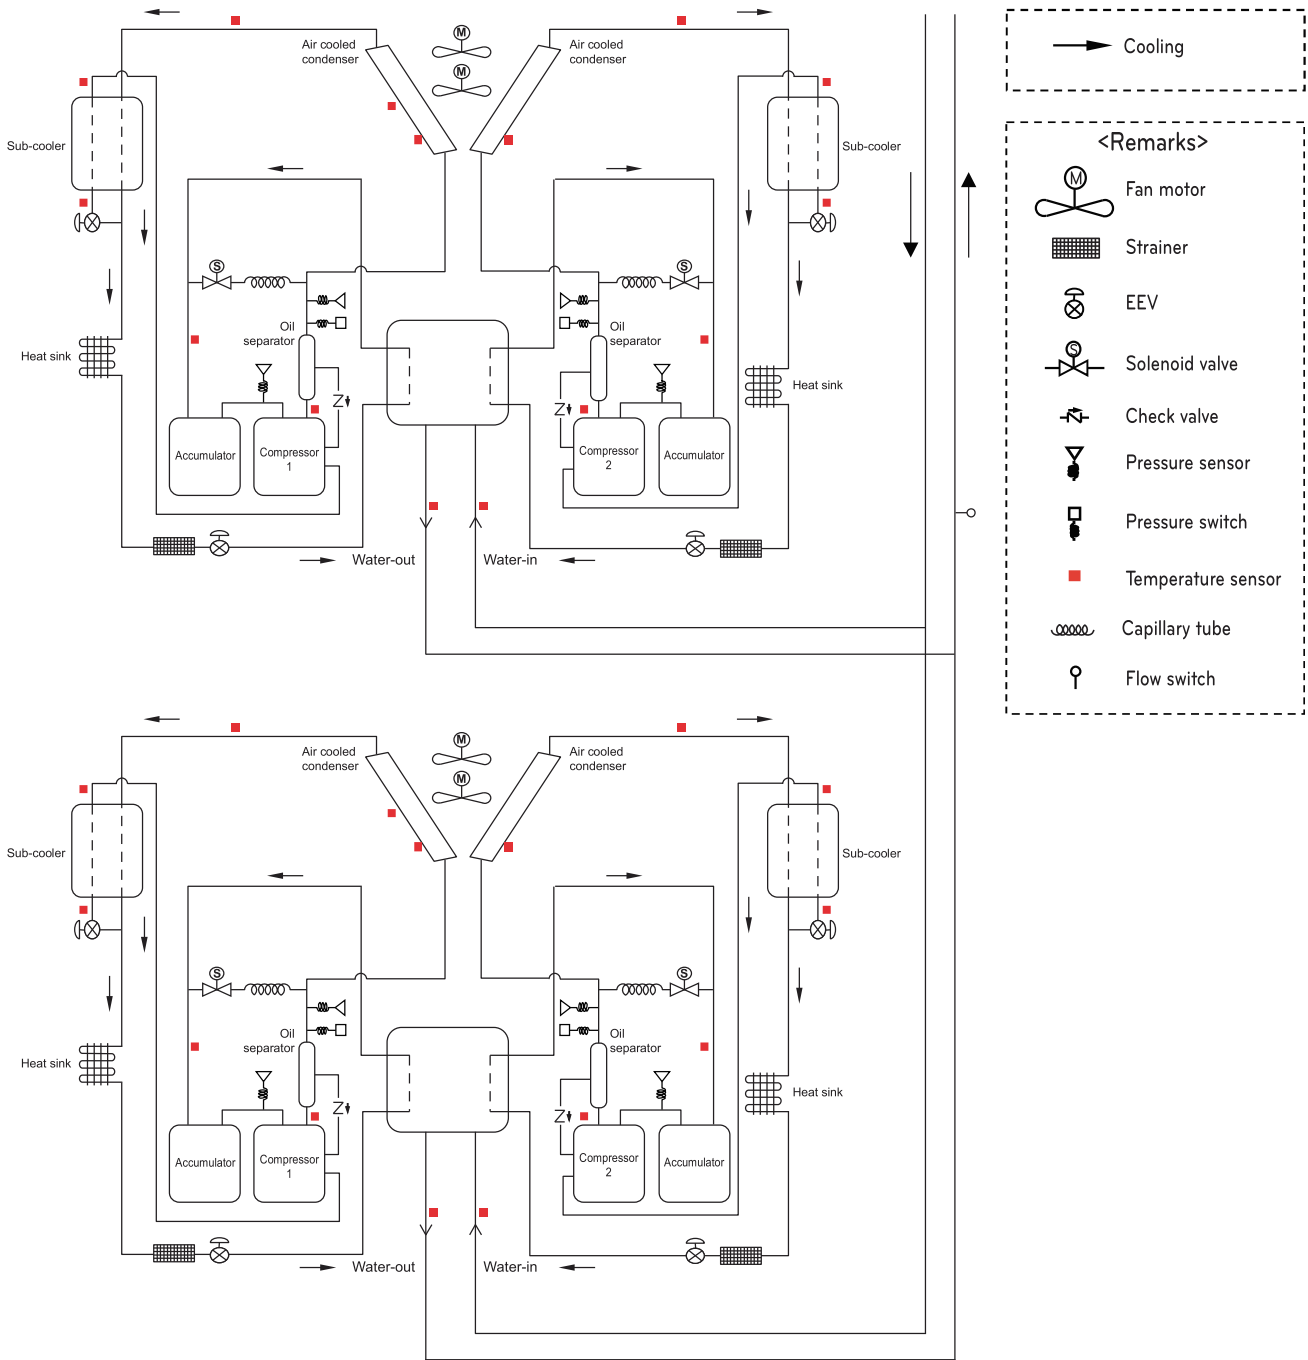 M
Air cooled
condenser
M
Air cooled
condenser
Sub-cooler
Sub-cooler
S
S
Oil
separator
Oil
separator
Heat sink
Heat sink
Z
Z
Accumulator
Compressor
1
Compressor
2
Accumulator
Water-out
Water-in
M
Air cooled
condenser
M
Air cooled
condenser
Sub-cooler
Sub-cooler
S
S
Oil
separator
Oil
separator
Heat sink
Heat sink
Z
Z
Accumulator
Compressor
1
Compressor
2
Accumulator
Water-out
Water-in
Cooling
<Remarks>
M
Fan motor
Strainer
EEV
S
Solenoid valve
Check valve
Pressure sensor
Pressure switch
Temperature sensor
Capillary tube
Flow switch